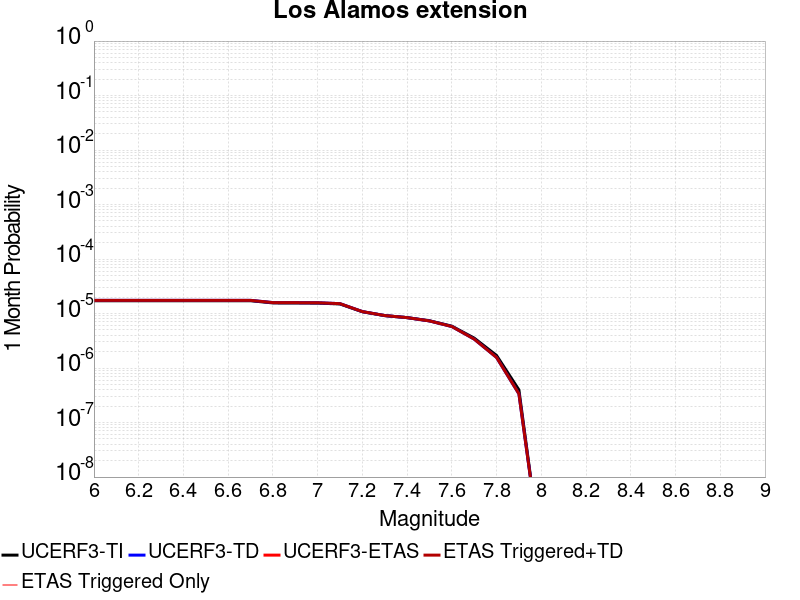 Los Alamos extension
10^0
10^-1
10^-2
10^-3
10^-4
10^-5
10^-6
10^-7
10^-8
1 Month Probability
6 6.2 6.4 6.6 6.8 7 7.2 7.4 7.6 7.8 8 8.2 8.4 8.6 8.8 9
Magnitude
UCERF3-TI UCERF3-TD UCERF3-ETAS ETAS Triggered+TD
ETAS Triggered Only